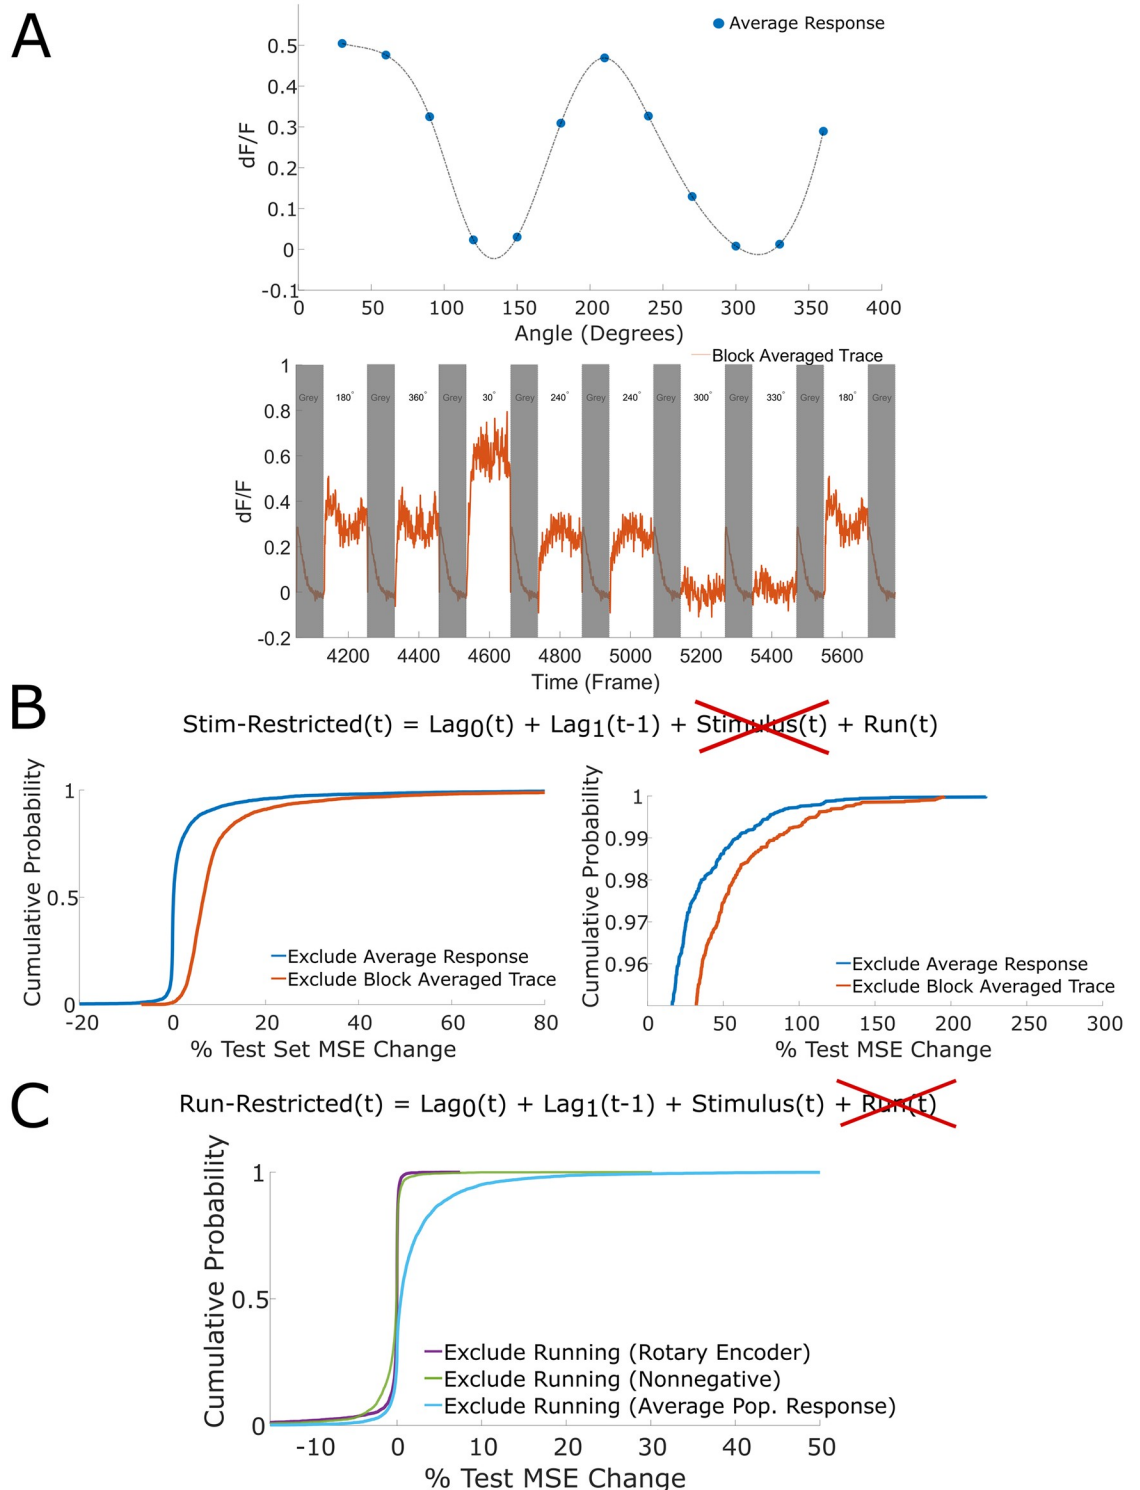 A
Average Response
0.5
0.4
0.3
0.2
0.1
0
-0.1
dF/F
0 50 100 150 200 250 300 350 400
Angle (Degrees)
Block Averaged Trace
1
0.8
0.6
0.4
0.2
0
-0.2
dF/F
Grey 180° Grey 360° Grey 30° Grey 240° Grey 240° Grey 300° Grey 330° Grey 180° Grey
4200 4400 4600 4800 5000 5200 5400 5600
Time (Frame)
B
Stim-Restricted(t) = Lag0(t) + Lag1(t-1) + Stimulus(t) + Run(t)
Cumulative Probability
1
0.5
0
Exclude Average Response
Exclude Block Averaged Trace
-20 0 20 40 60 80
% Test Set MSE Change
Cumulative Probability
1
0.99
0.98
0.97
0.96
Exclude Average Response
Exclude Block Averaged Trace
0 50 100 150 200 250 300
% Test MSE Change
C
Run-Restricted(t) = Lag0(t) + Lag1(t-1) + Stimulus(t) + Run(t)
Cumulative Probability
1
0.5
0
Exclude Running (Rotary Encoder)
Exclude Running (Nonnegative)
Exclude Running (Average Pop. Response)
-10 0 10 20 30 40 50
% Test MSE Change